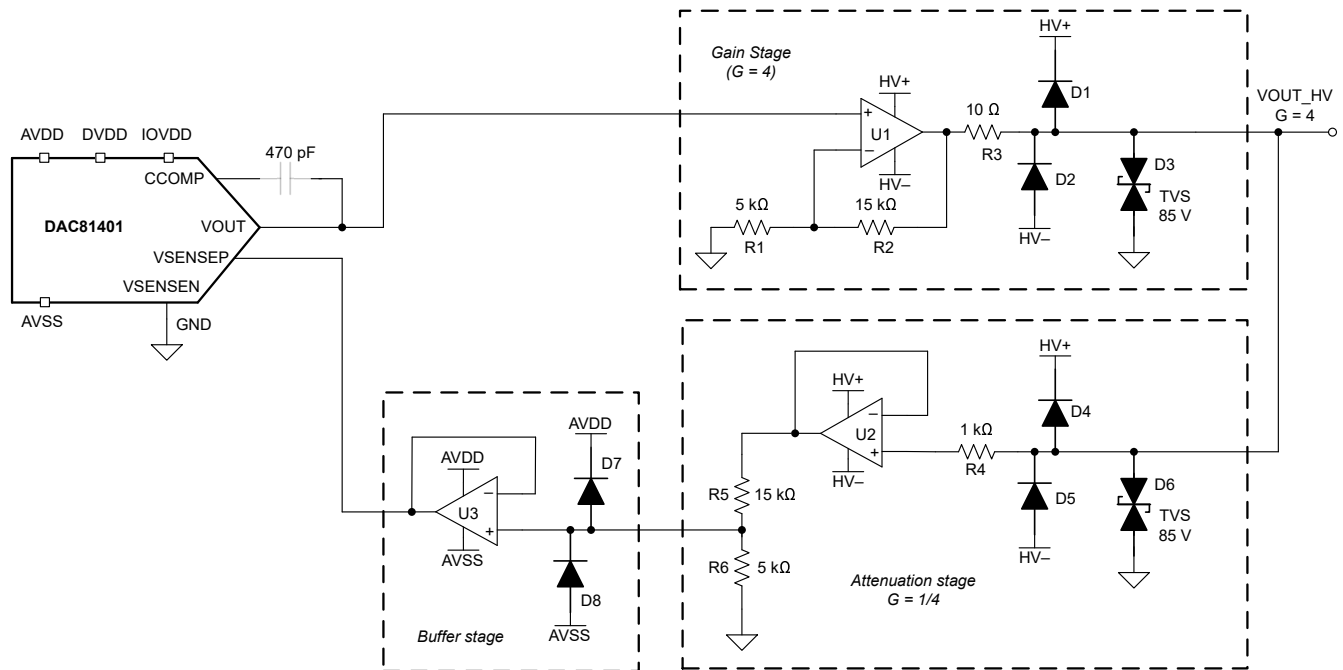 Gain Stage
(G = 4)
HV+
U1
+
−
HV−
10 Ω
R3
HV+
D1
D2
HV−
D3
TVS
85 V
VOUT_HV
G = 4
5 kΩ
R1
15 kΩ
R2
AVDD
DVDD
IOVDD
470 pF
CCOMP
DAC81401
VOUT
VSENSEP
VSENSEN
AVSS
GND
HV+
−
U2
+
HV−
1 kΩ
R4
HV+
D4
D5
HV−
D6
TVS
85 V
R5
15 kΩ
R6
5 kΩ
Attenuation stage
G = 1/4
AVDD
−
U3
+
AVSS
AVDD
D7
D8
AVSS
Buffer stage